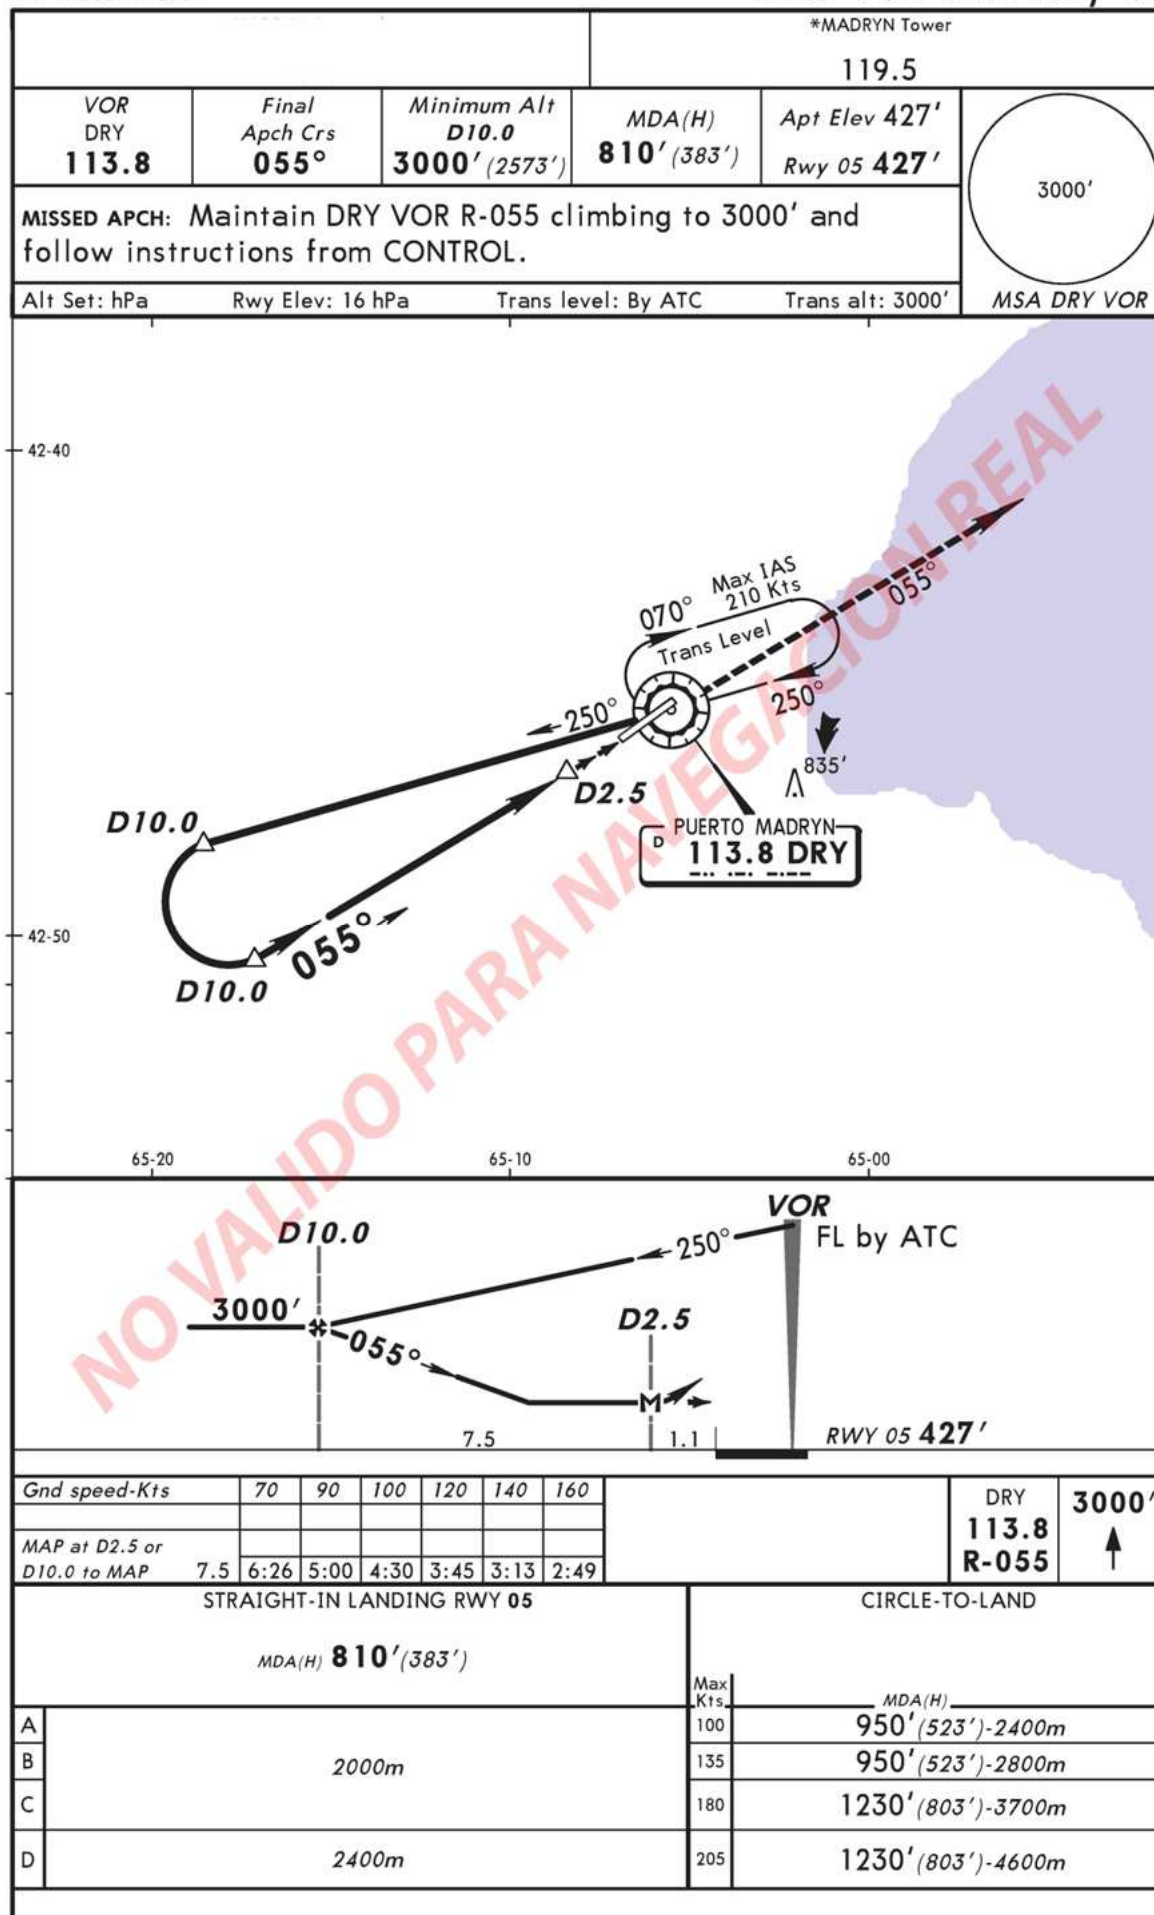 *MADRYN Tower
119.5
VOR
DRY
113.8
Final
Apch Crs
055°
Minimum Alt
D10.0
3000' (2573')
MDA(H)
810' (383')
Apt Elev 427'
Rwy 05 427'
3000'
MSA DRY VOR
MISSED APCH: Maintain DRY VOR R-055 climbing to 3000' and
follow instructions from CONTROL.
Alt Set: hPa Rwy Elev: 16 hPa Trans level: By ATC Trans alt: 3000'
42-40
Max IAS
210 Kts
070°
Trans Level
055°
250°
250°
835'
D2.5
D10.0
PUERTO MADRYN
D 113.8 DRY
42-50
055°
D10.0
NO VALIDO PARA NAVEGACION REAL
65-20 65-10 65-00
VOR
D10.0
250°
FL by ATC
3000'
D2.5
055°
M
7.5 1.1
RWY 05 427'
Gnd speed-Kts 70 90 100 120 140 160
MAP at D2.5 or
D10.0 to MAP 7.5 6:26 5:00 4:30 3:45 3:13 2:49
DRY
113.8
R-055
3000'
STRAIGHT-IN LANDING RWY 05
MDA(H) 810' (383')
CIRCLE-TO-LAND
Max
Kts
MDA(H)
A
B
C
2000m
D 2400m
100 950' (523')-2400m
135 950' (523')-2800m
180 1230' (803')-3700m
205 1230' (803')-4600m